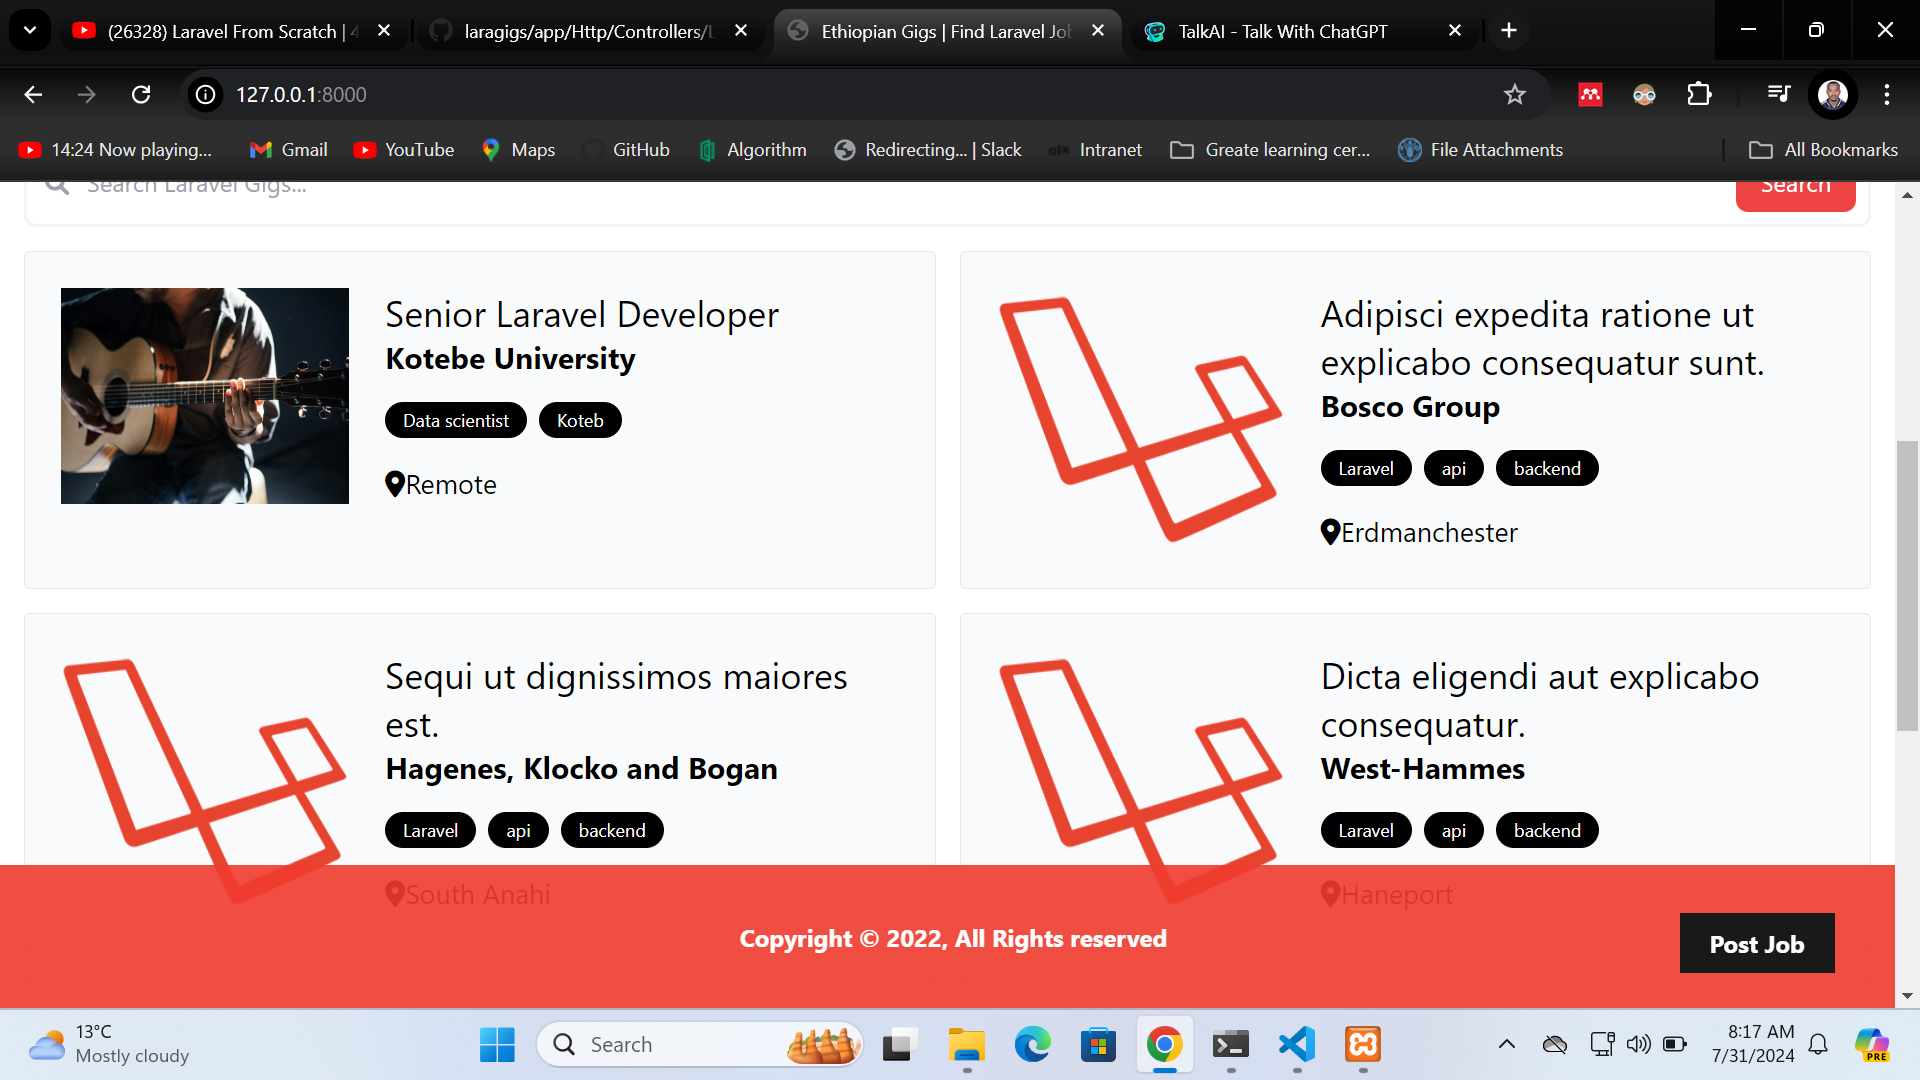 (26328) Laravel From Scratch | 4
laragigs/app/Http/Controllers/L
Ethiopian Gigs | Find Laravel Job
TalkAI - Talk With ChatGPT
127.0.0.1:8000
14:24 Now playing...
Gmail
YouTube
Maps
GitHub
Algorithm
Redirecting... | Slack
Intranet
Greate learning cer...
File Attachments
All Bookmarks
Search Laravel Gigs...
Search
Senior Laravel Developer
Kotebe University
Data scientist
Koteb
Remote
Adipisci expedita ratione ut
explicabo consequatur sunt.
Bosco Group
Laravel
api
backend
Erdmanchester
Sequi ut dignissimos maiores
est.
Hagenes, Klocko and Bogan
Laravel
api
backend
South Anahi
Dicta eligendi aut explicabo
consequatur.
West-Hammes
Laravel
api
backend
Haneport
Copyright © 2022, All Rights reserved
Post Job
13°C
Mostly cloudy
Search
8:17 AM
7/31/2024
PRE